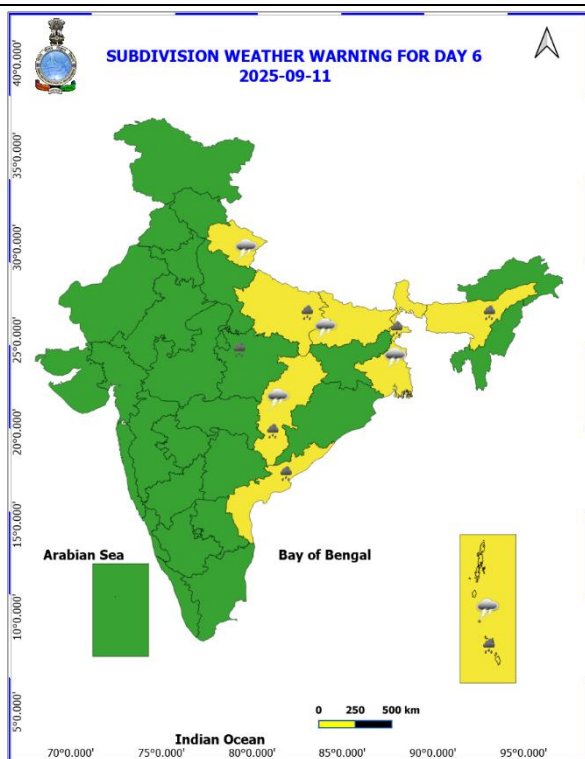 SUBDIVISION WEATHER WARNING FOR DAY 6
2025-09-11
40°0.000'
35°0.000'
30°0.000'
25°0.000'
20°0.000'
15°0.000'
10°0.000'
5°0.000'
Arabian Sea
Bay of Bengal
0 250 500 km
Indian Ocean
70°0.000' 75°0.000' 80°0.000' 85°0.000' 90°0.000' 95°0.000'